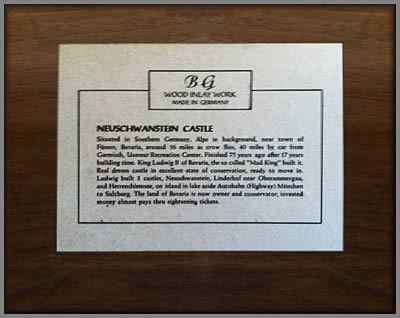 B G
WOOD INLAY WORK
MADE IN GERMANY
NEUSCHWANSTEIN CASTLE
Situated in Southern Germany, Alps in background, near town of
Füssen, Bavaria, around 16 miles as crow flies, 40 miles by car from
Garmisch, Usareur Recreation Center. Finished 75 years ago after 17 years
building time. King Ludwig II of Bavaria, the so called "Mad King" built it.
Real dream castle in excellent state of conservation, ready to move in.
Ludwig built 3 castles, Neuschwanstein, Linderhof near Oberammergau,
and Herrenchiemsee, on island in lake aside Autobahn (Highway) München
to Salzburg. The land of Bavaria is now owner and conservator, invested
money almost pays thru sightseeing tickets.